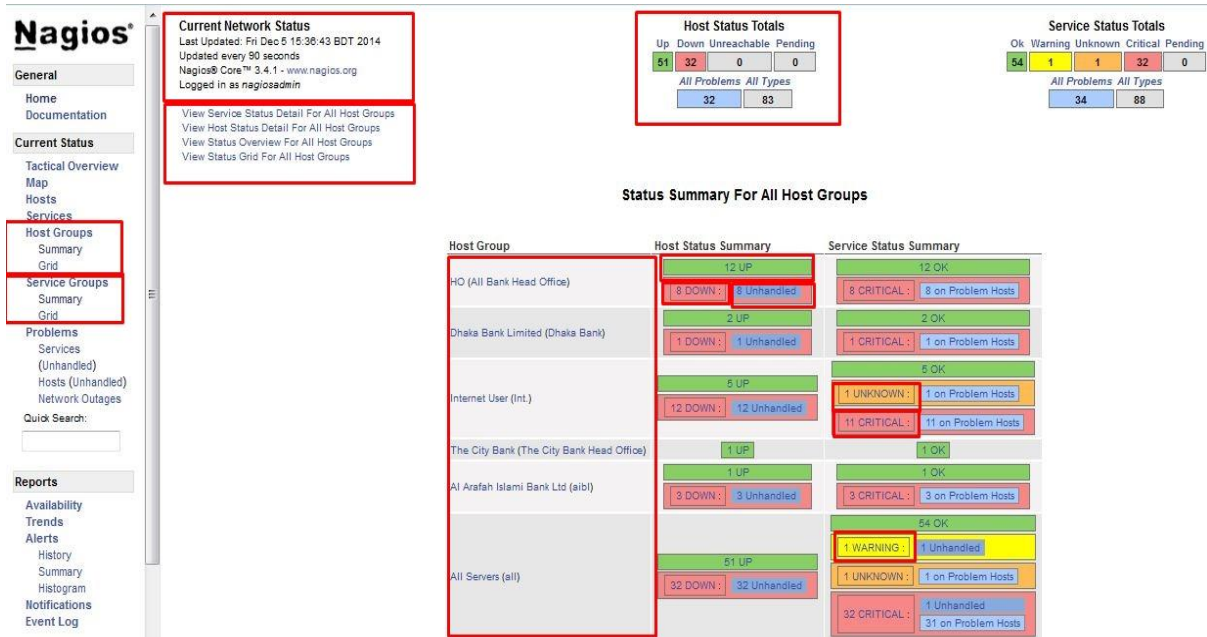 Nagios®
General
Home
Documentation
Current Status
Tactical Overview
Map
Hosts
Services
Host Groups
Summary
Grid
Service Groups
Summary
Grid
Problems
Services
(Unhandled)
Hosts (Unhandled)
Network Outages
Quick Search:
Reports
Availability
Trends
Alerts
History
Summary
Histogram
Notifications
Event Log
Current Network Status
Last Updated: Fri Dec 5 15:36:43 BDT 2014
Updated every 90 seconds
Nagios® Core™ 3.4.1 - www.nagios.org
Logged in as nagiosadmin
View Service Status Detail For All Host Groups
View Host Status Detail For All Host Groups
View Status Overview For All Host Groups
View Status Grid For All Host Groups
Host Status Totals
Up Down Unreachable Pending
51 32 0 0
All Problems All Types
32 83
Service Status Totals
Ok Warning Unknown Critical Pending
54 1 1 32 0
All Problems All Types
34 88
Status Summary For All Host Groups
Host Group Host Status Summary Service Status Summary
HO (All Bank Head Office)
12 UP
8 DOWN : 8 Unhandled
12 OK
8 CRITICAL : 8 on Problem Hosts
Dhaka Bank Limited (Dhaka Bank)
2 UP
1 DOWN : 1 Unhandled
2 OK
1 CRITICAL : 1 on Problem Hosts
Internet User (Int.)
5 UP
12 DOWN : 12 Unhandled
5 OK
1 UNKNOWN : 1 on Problem Hosts
11 CRITICAL : 11 on Problem Hosts
The City Bank (The City Bank Head Office)
1 UP
1 OK
Al Arafah Islami Bank Ltd (aibl)
1 UP
3 DOWN : 3 Unhandled
1 OK
3 CRITICAL : 3 on Problem Hosts
All Servers (all)
51 UP
32 DOWN : 32 Unhandled
54 OK
1 WARNING : 1 Unhandled
1 UNKNOWN : 1 on Problem Hosts
32 CRITICAL : 1 Unhandled
31 on Problem Hosts